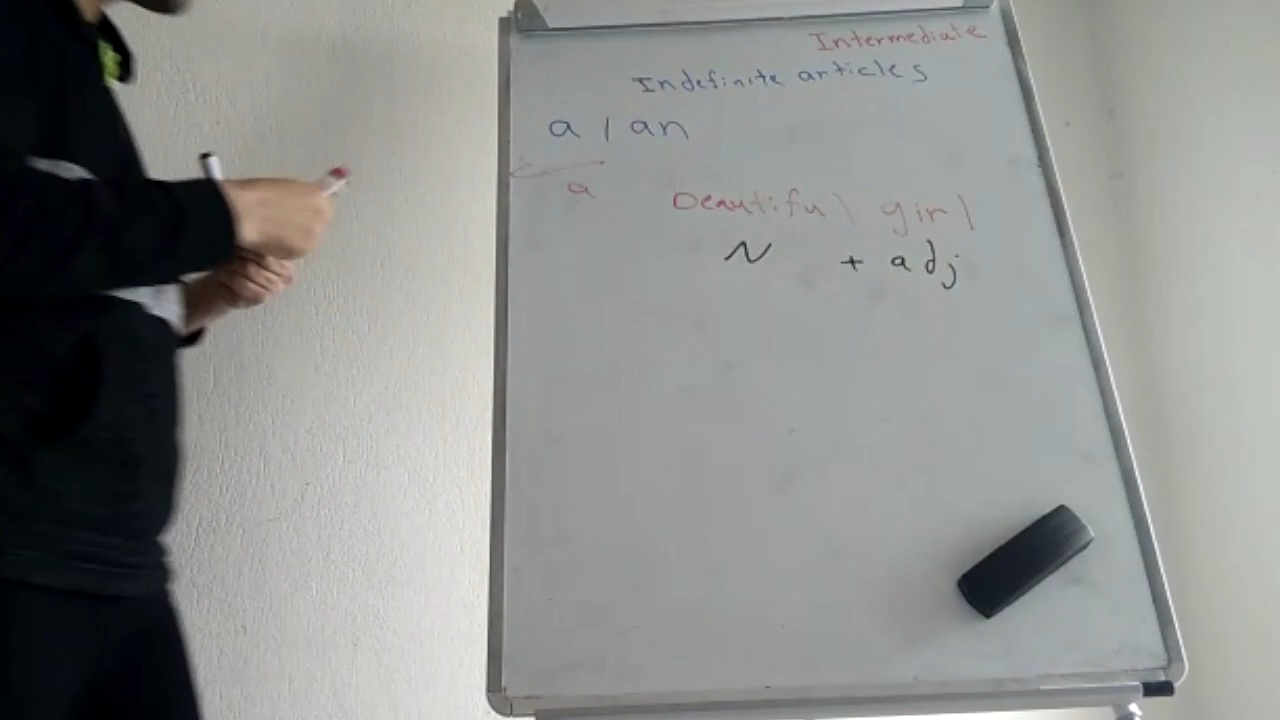 Intermediate
Indefinite articles
a / an
a beautiful girl
N + adj